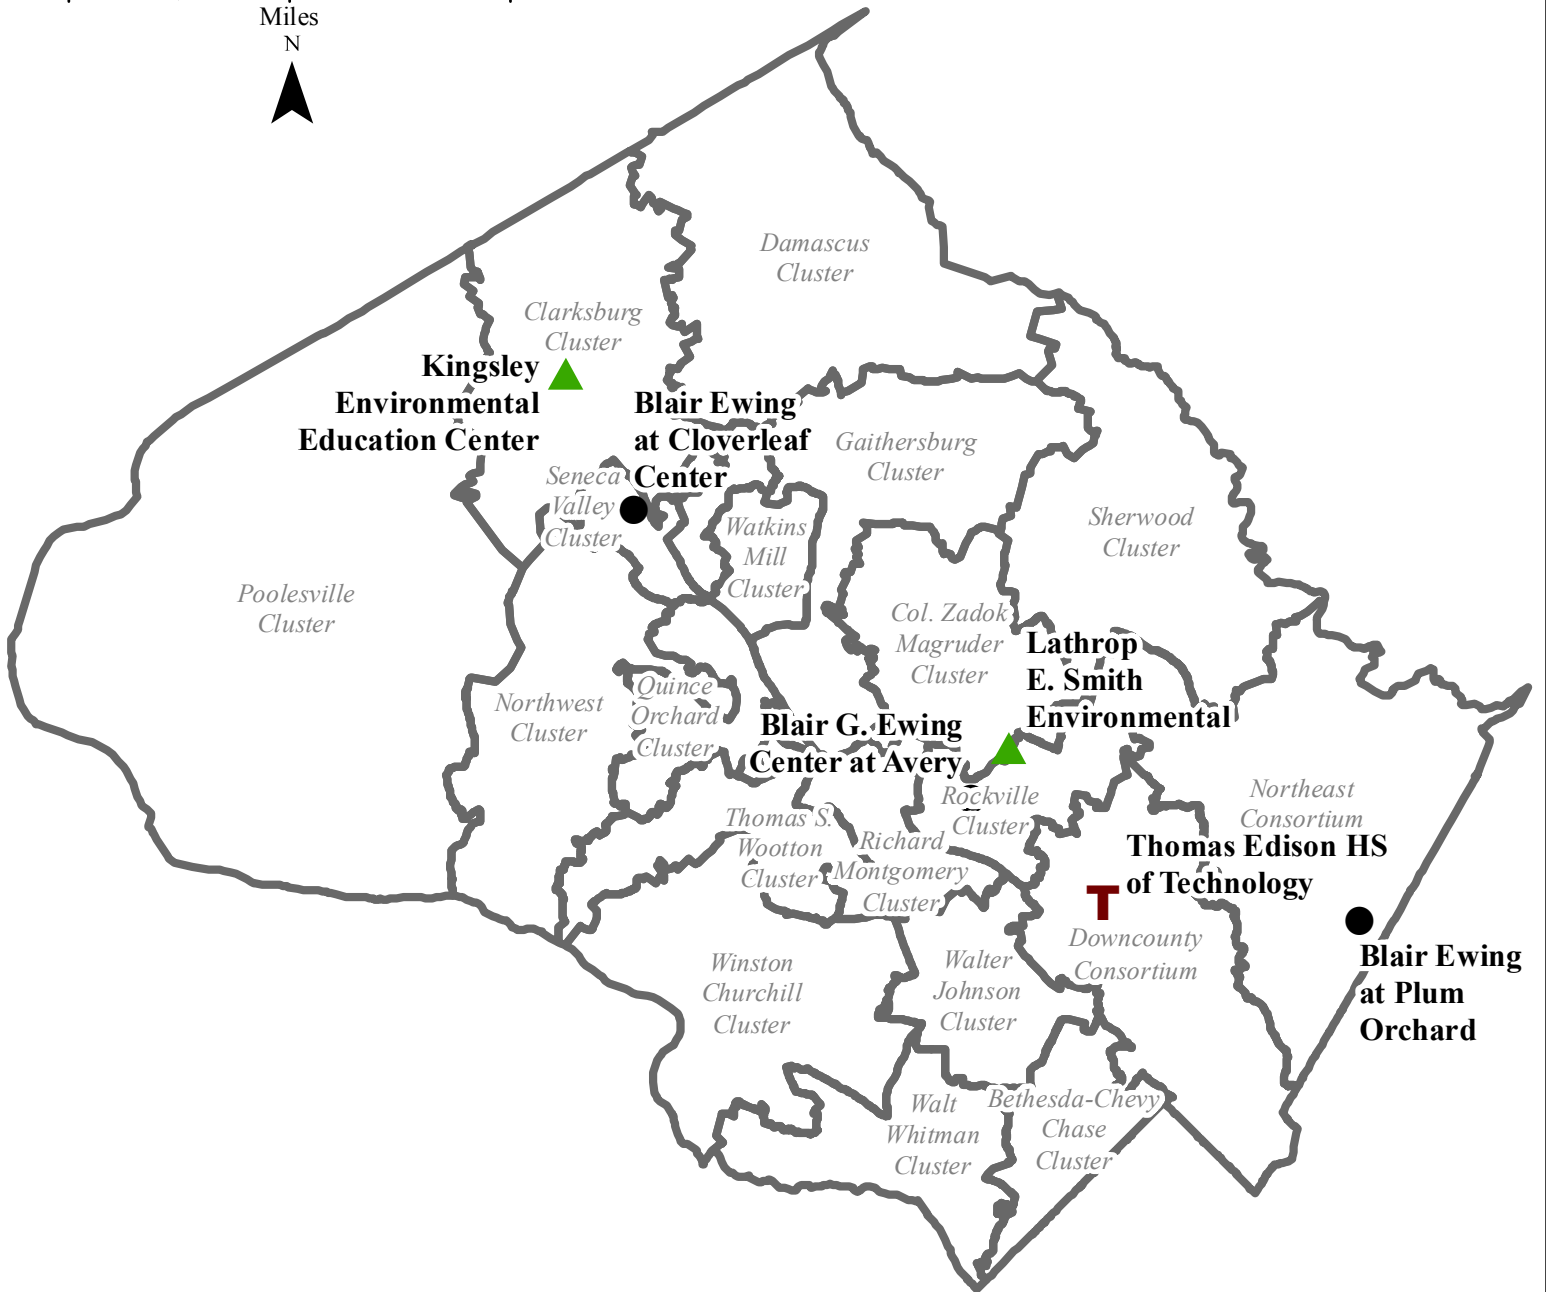 Miles
N
Damascus
Cluster
Clarksburg
Cluster
Kingsley
Environmental
Education Center
Blair Ewing
at Cloverleaf
Center
Gaithersburg
Cluster
Seneca
Valley
Cluster
Watkins
Mill
Cluster
Sherwood
Cluster
Poolesville
Cluster
Col. Zadok
Magruder
Cluster
Lathrop
E. Smith
Environmental
Northwest
Cluster
Quince
Orchard
Cluster
Blair G. Ewing
Center at Avery
Rockville
Cluster
Northeast
Consortium
Thomas S.
Wootton
Cluster
Richard
Montgomery
Cluster
Thomas Edison HS
of Technology
T
Downcounty
Consortium
Blair Ewing
at Plum
Orchard
Winston
Churchill
Cluster
Walter
Johnson
Cluster
Walt
Whitman
Cluster
Bethesda-Chevy
Chase
Cluster